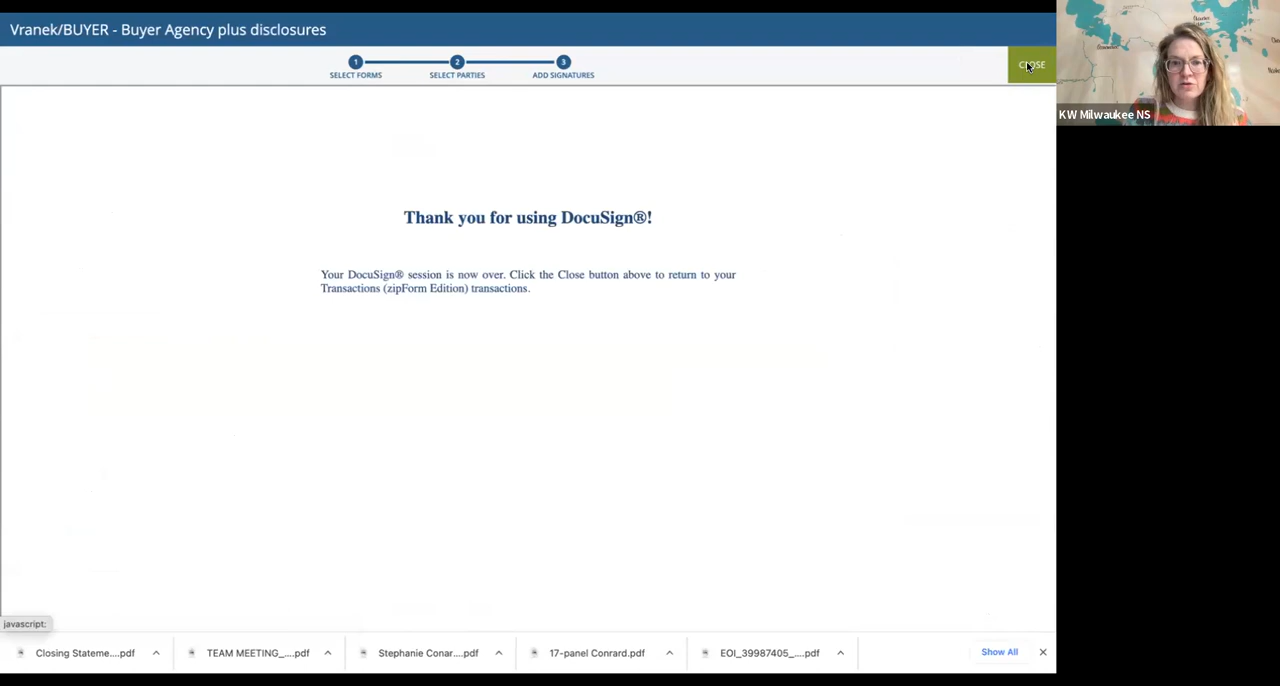 Vranek/BUYER - Buyer Agency plus disclosures
1 2 3
SELECT FORMS SELECT PARTIES ADD SIGNATURES
CLOSE
KW Milwaukee NS
Thank you for using DocuSign®!
Your DocuSign® session is now over. Click the Close button above to return to your
Transactions (zipForm Edition) transactions.
javascript:
Closing Stateme....pdf TEAM MEETING_....pdf Stephanie Conar....pdf 17-panel Conrard.pdf EOI_39987405_....pdf Show All